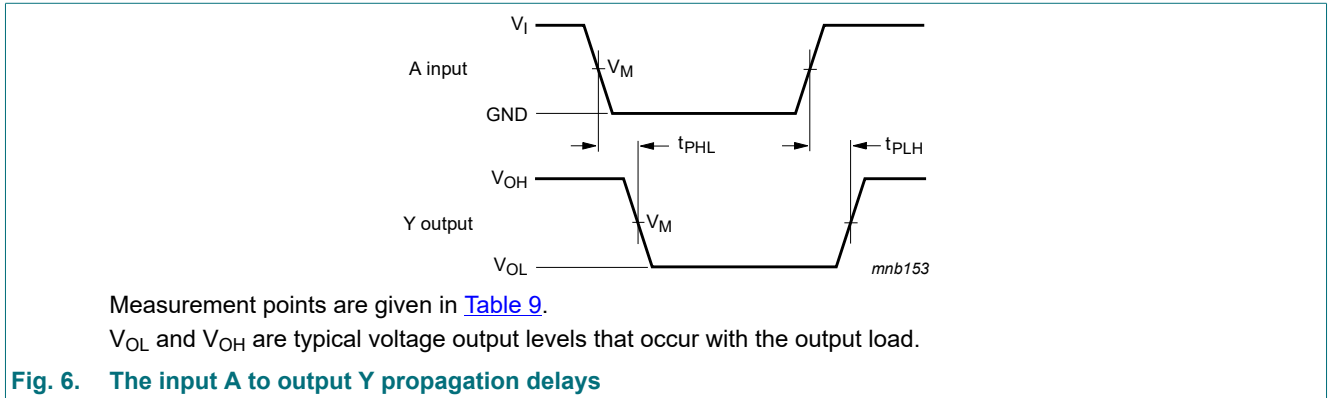 VI
A input
VM
GND
tPHL
tPLH
VOH
Y output
VM
VOL
mnb153
Measurement points are given in Table 9.
VOL and VOH are typical voltage output levels that occur with the output load.
Fig. 6. The input A to output Y propagation delays